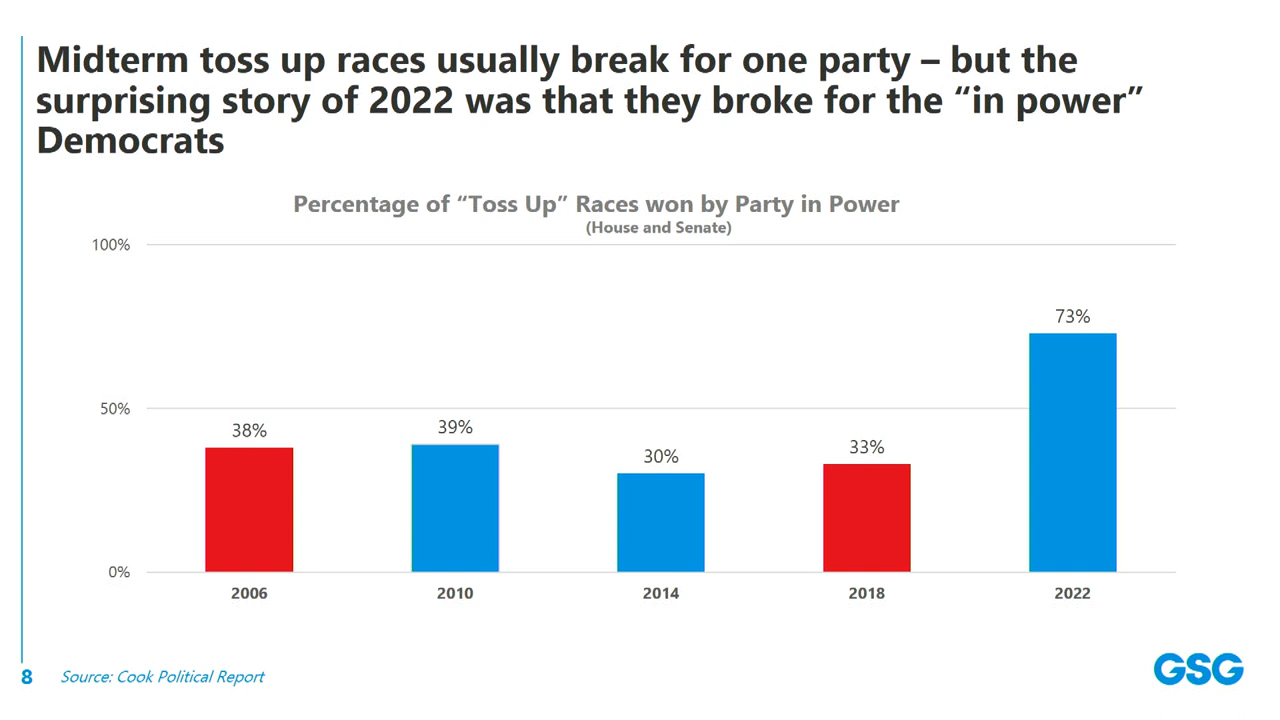 Midterm toss up races usually break for one party – but the
surprising story of 2022 was that they broke for the “in power”
Democrats
Percentage of “Toss Up” Races won by Party in Power
(House and Senate)
100%
50%
0%
38%
39%
30%
33%
73%
2006
2010
2014
2018
2022
8
Source: Cook Political Report
GSG